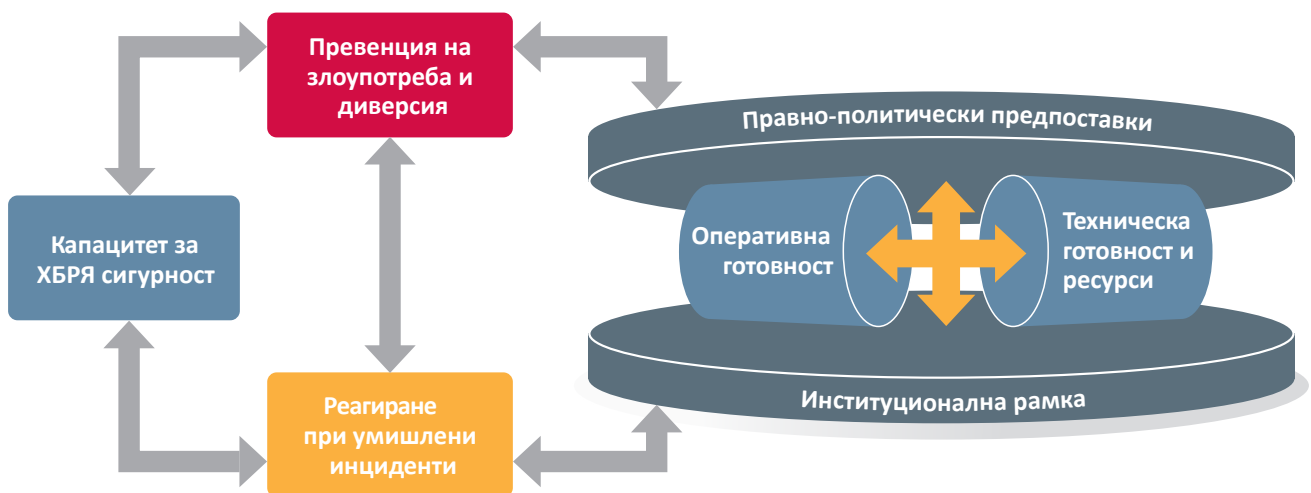 Превенция на
злоупотреба и
диверсия
Правно-политически предпоставки
Капацитет за
ХБРЯ сигурност
Оперативна
готовност
Техническа
готовност и
ресурси
Институционална рамка
Реагиране
при умишлени
инциденти